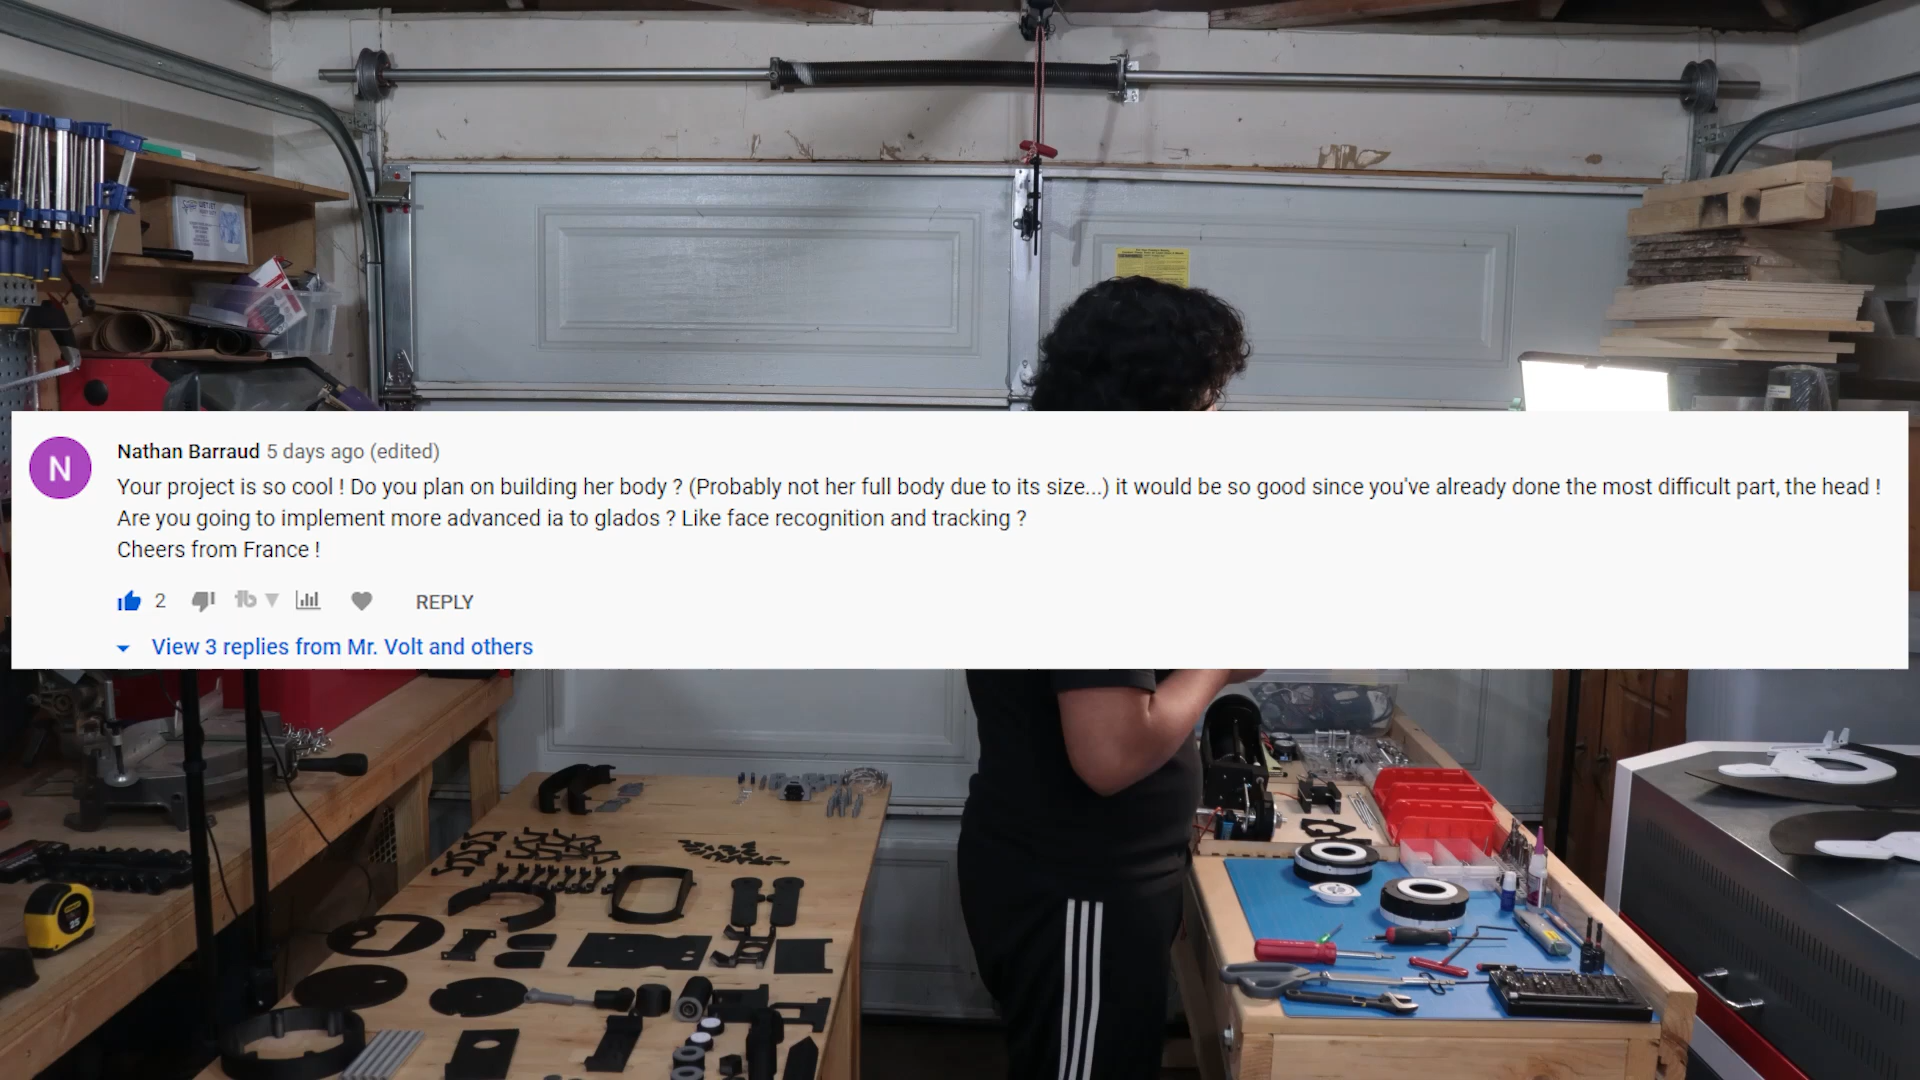 N
Nathan Barraud 5 days ago (edited)
Your project is so cool ! Do you plan on building her body ? (Probably not her full body due to its size...) it would be so good since you've already done the most difficult part, the head !
Are you going to implement more advanced ia to glados ? Like face recognition and tracking ?
Cheers from France !
2
REPLY
View 3 replies from Mr. Volt and others